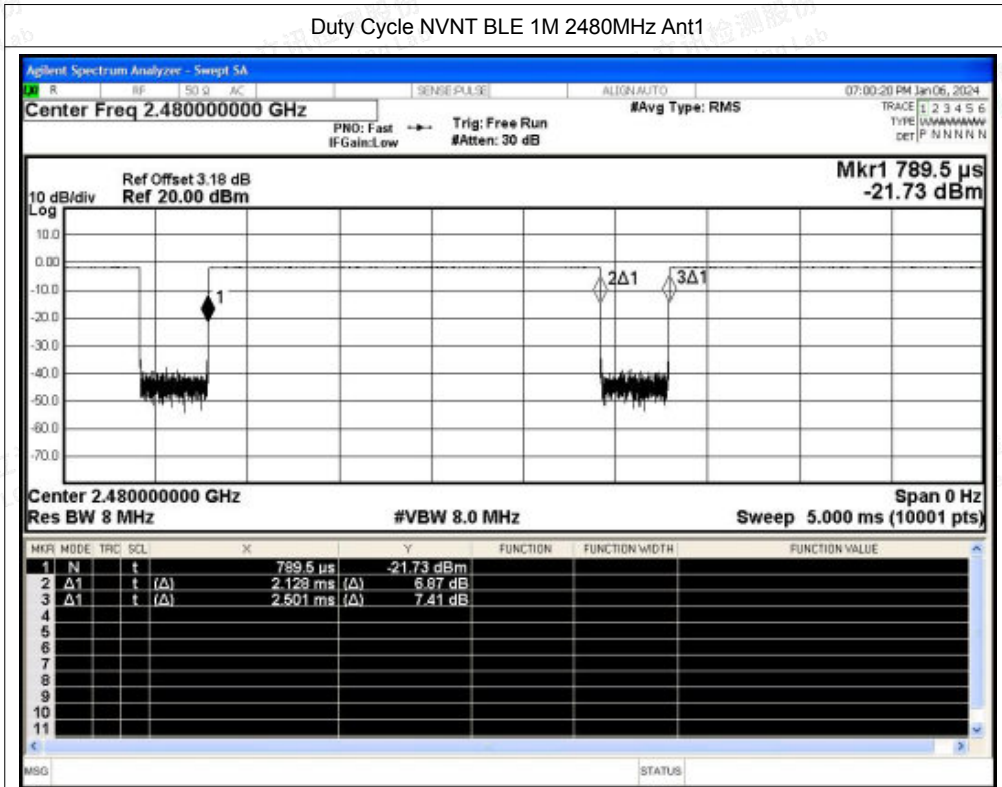 Duty Cycle NVNT BLE 1M 2480MHz Ant1
Agilent Spectrum Analyzer - Swept SA
R RF 50 Ω AC SENSE:PULSE ALIGN AUTO 07:00:20 PM Jan 06, 2024
Center Freq 2.480000000 GHz #Avg Type: RMS TRACE 1 2 3 4 5 6
PNO: Fast Trig: Free Run TYPE
IFGain:Low #Atten: 30 dB DET P N N N N N
Mkr1 789.5 µs
-21.73 dBm
Ref Offset 3.18 dB
10 dB/div Ref 20.00 dBm
Log
10.0
0.00
-10.0
-20.0
-30.0
-40.0
-50.0
-60.0
-70.0
1
2Δ1
3Δ1
Center 2.480000000 GHz Span 0 Hz
Res BW 8 MHz #VBW 8.0 MHz Sweep 5.000 ms (10001 pts)
MKR MODE TRC SCL X Y FUNCTION FUNCTION WIDTH FUNCTION VALUE
1 N t 789.5 µs -21.73 dBm
2 Δ1 t (Δ) 2.128 ms (Δ) 6.87 dB
3 Δ1 t (Δ) 2.501 ms (Δ) 7.41 dB
4
5
6
7
8
9
10
11
MSG STATUS